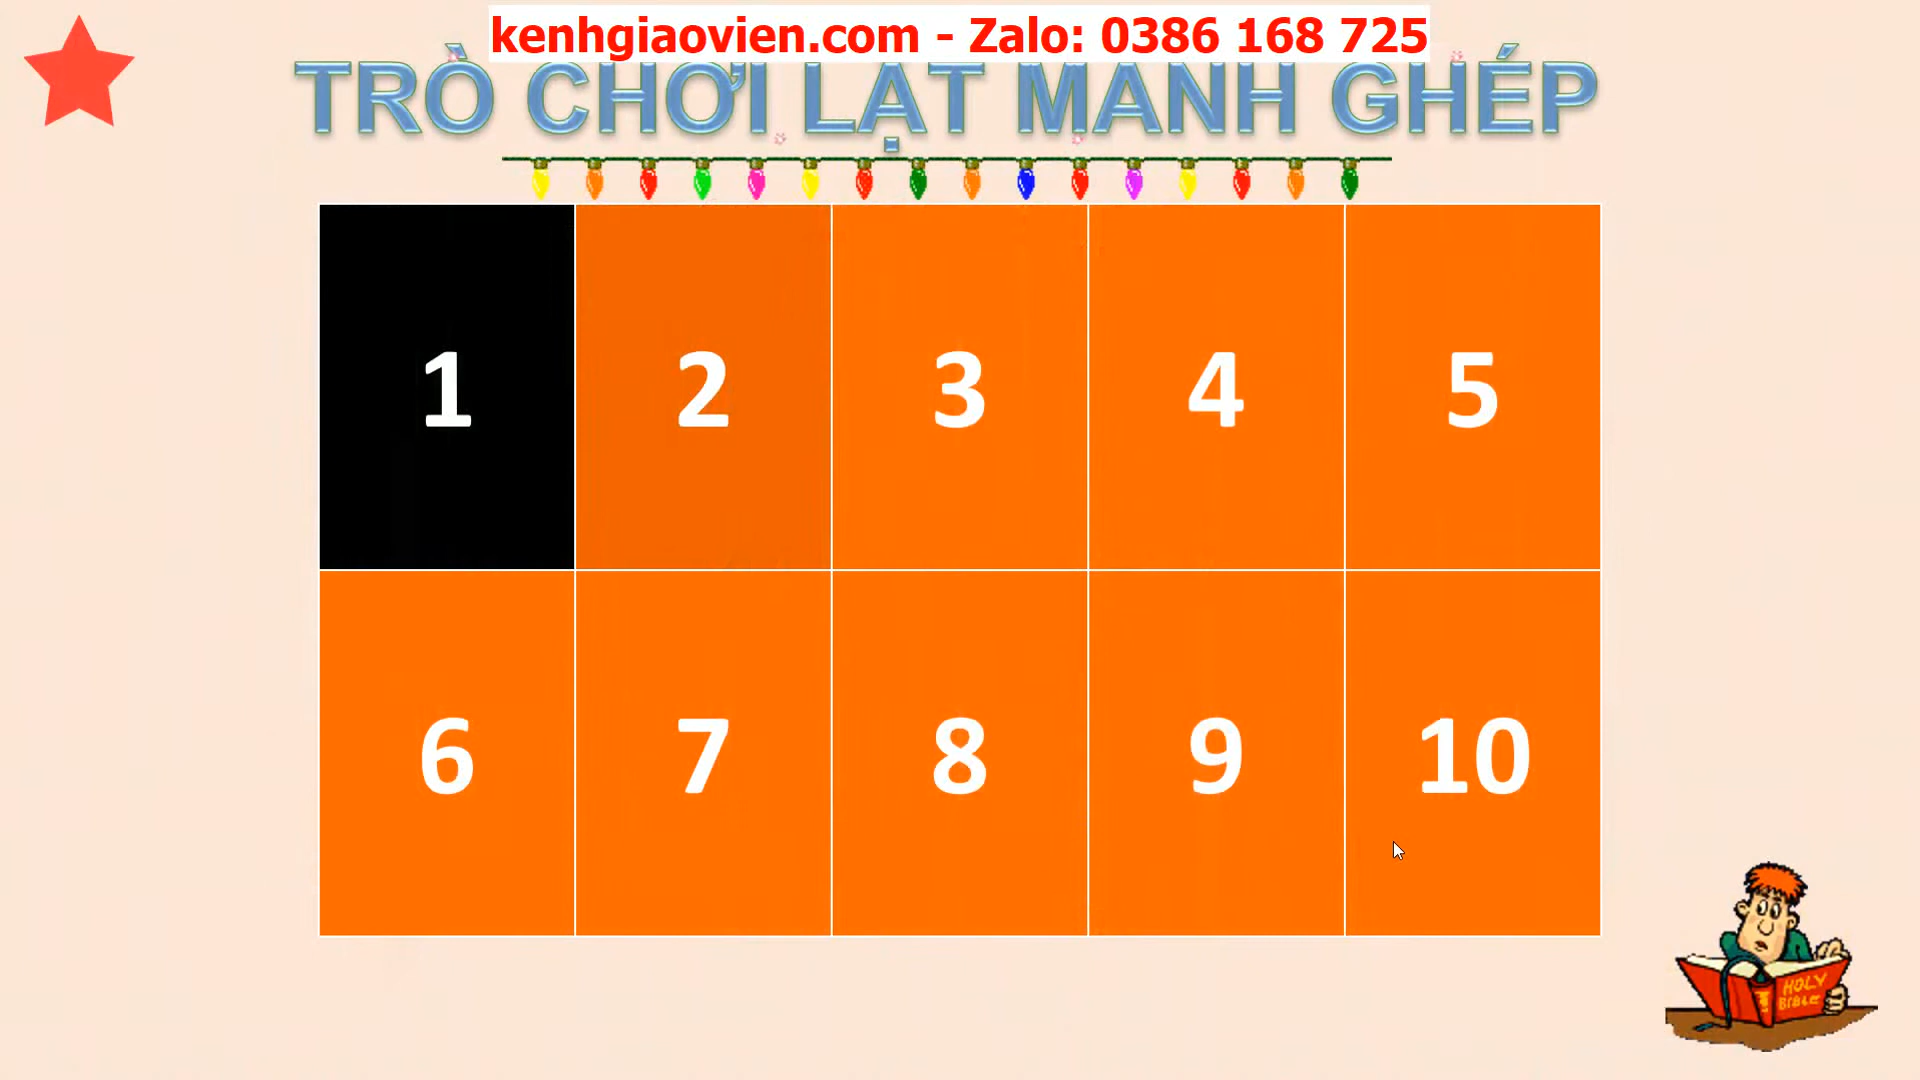 kenhgiaovien.com - Zalo: 0386 168 725
TRÒ CHƠI LẠT MẢNH GHÉP
1 2 3 4 5
6 7 8 9 10
HOLY
BIBLE